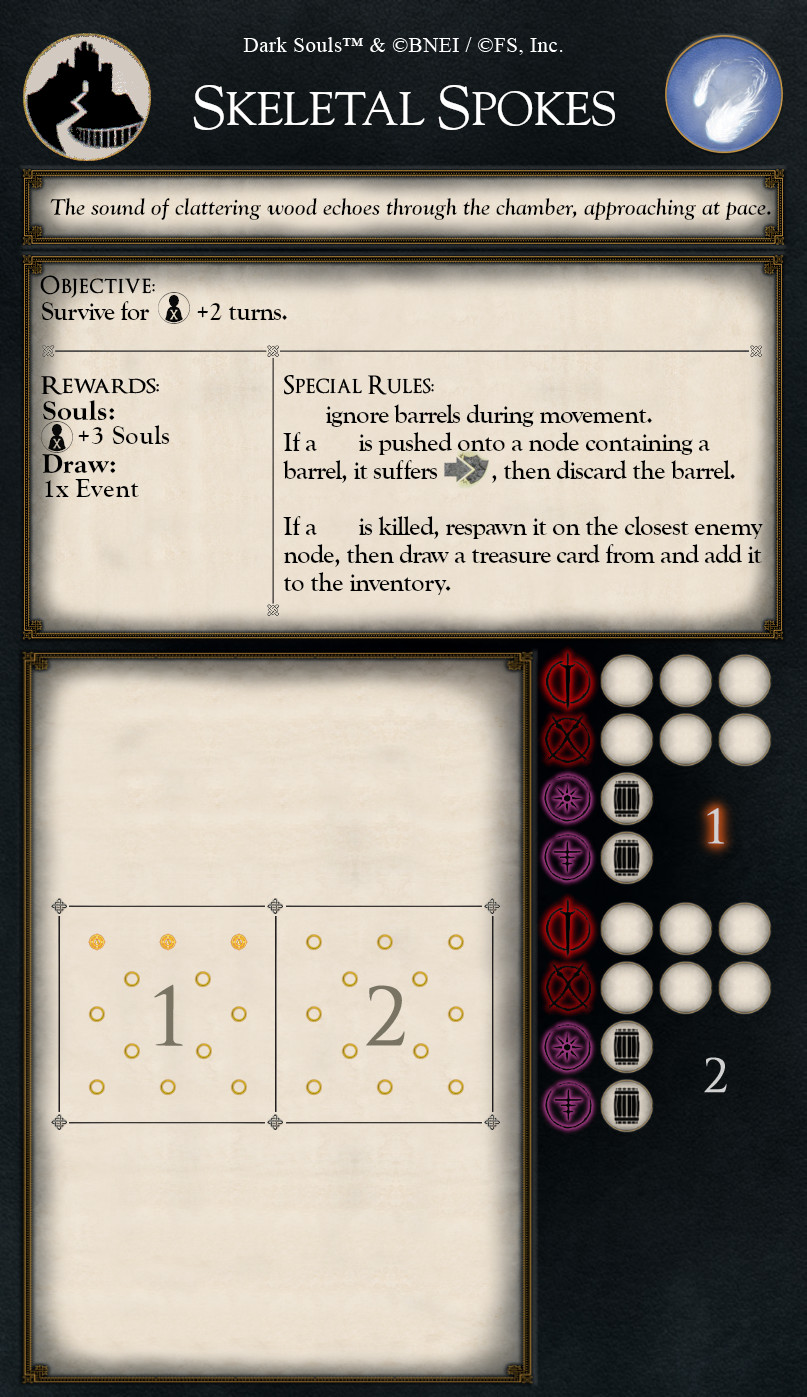 Dark Souls™ & ©BNEI / ©FS, Inc.
Skeletal Spokes
The sound of clattering wood echoes through the chamber, approaching at pace.
Objective:
Survive for X +2 turns.
Rewards:
Souls:
X +3 Souls
Draw:
1x Event
Special Rules:
ignore barrels during movement.
If a is pushed onto a node containing a
barrel, it suffers , then discard the barrel.
If a is killed, respawn it on the closest enemy
node, then draw a treasure card from and add it
to the inventory.
1
2
1
2